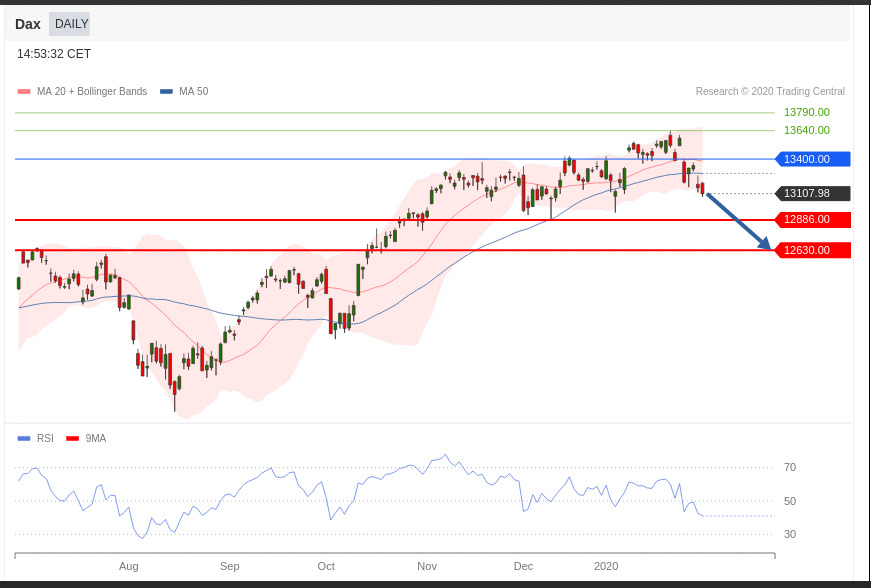 Dax DAILY
14:53:32 CET
MA 20 + Bollinger Bands MA 50 Research © 2020 Trading Central
13790.00
13640.00
13400.00
13107.98
12886.00
12630.00
RSI 9MA
70
50
30
Aug Sep Oct Nov Dec 2020